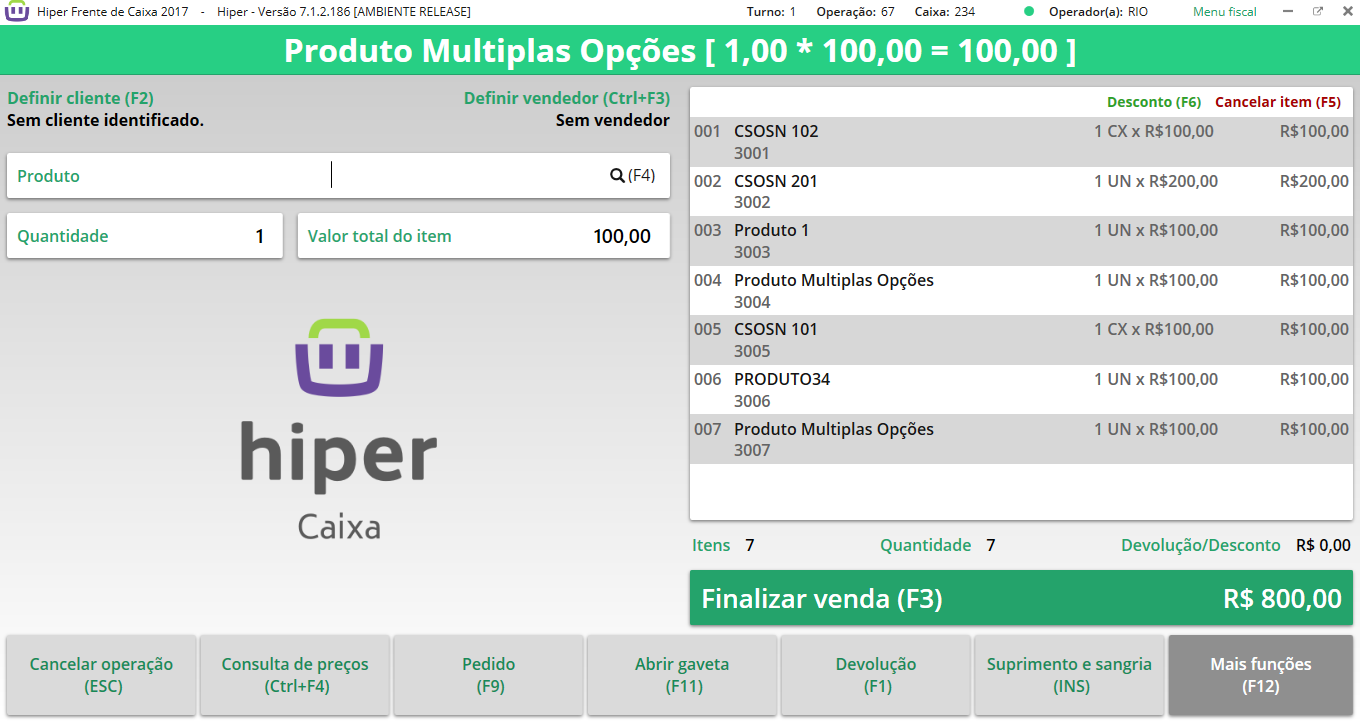 Hiper Frente de Caixa 2017 - Hiper - Versão 7.1.2.186 [AMBIENTE RELEASE] Turno: 1 Operação: 67 Caixa: 234 Operador(a): RIO Menu fiscal
Produto Multiplas Opções [ 1,00 * 100,00 = 100,00 ]
Definir cliente (F2) Definir vendedor (Ctrl+F3)
Sem cliente identificado. Sem vendedor
Produto (F4)
Quantidade 1 Valor total do item 100,00
hiper
Caixa
Desconto (F6) Cancelar item (F5)
001 CSOSN 102 1 CX x R$100,00 R$100,00
3001
002 CSOSN 201 1 UN x R$200,00 R$200,00
3002
003 Produto 1 1 UN x R$100,00 R$100,00
3003
004 Produto Multiplas Opções 1 UN x R$100,00 R$100,00
3004
005 CSOSN 101 1 CX x R$100,00 R$100,00
3005
006 PRODUTO34 1 UN x R$100,00 R$100,00
3006
007 Produto Multiplas Opções 1 UN x R$100,00 R$100,00
3007
Itens 7 Quantidade 7 Devolução/Desconto R$ 0,00
Finalizar venda (F3) R$ 800,00
Cancelar operação
(ESC)
Consulta de preços
(Ctrl+F4)
Pedido
(F9)
Abrir gaveta
(F11)
Devolução
(F1)
Suprimento e sangria
(INS)
Mais funções
(F12)